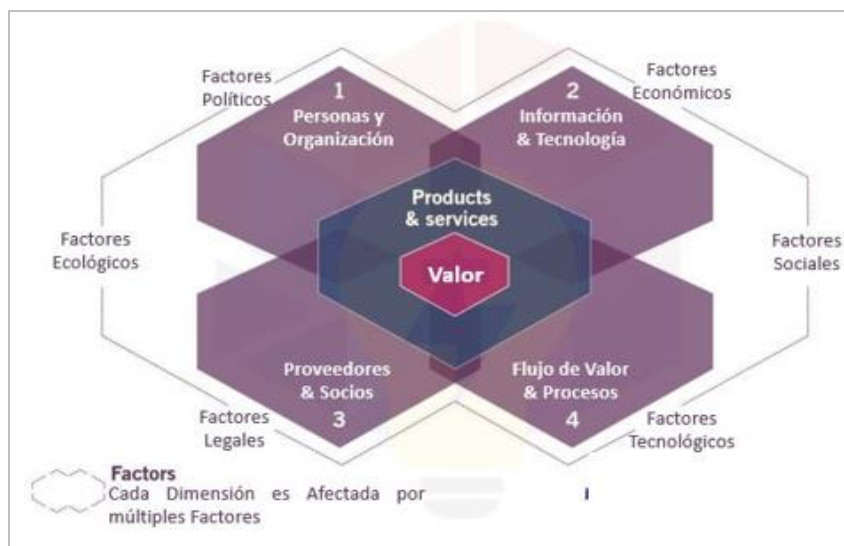 Factores
Políticos
1
Personas y
Organización
2
Información
& Tecnología
Factores
Económicos
Products
& services
Valor
Factores
Ecológicos
Factores
Sociales
Proveedores
& Socios
3
Flujo de Valor
& Procesos
4
Factores
Legales
Factores
Tecnológicos
Factors
Cada Dimensión es Afectada por
múltiples Factores